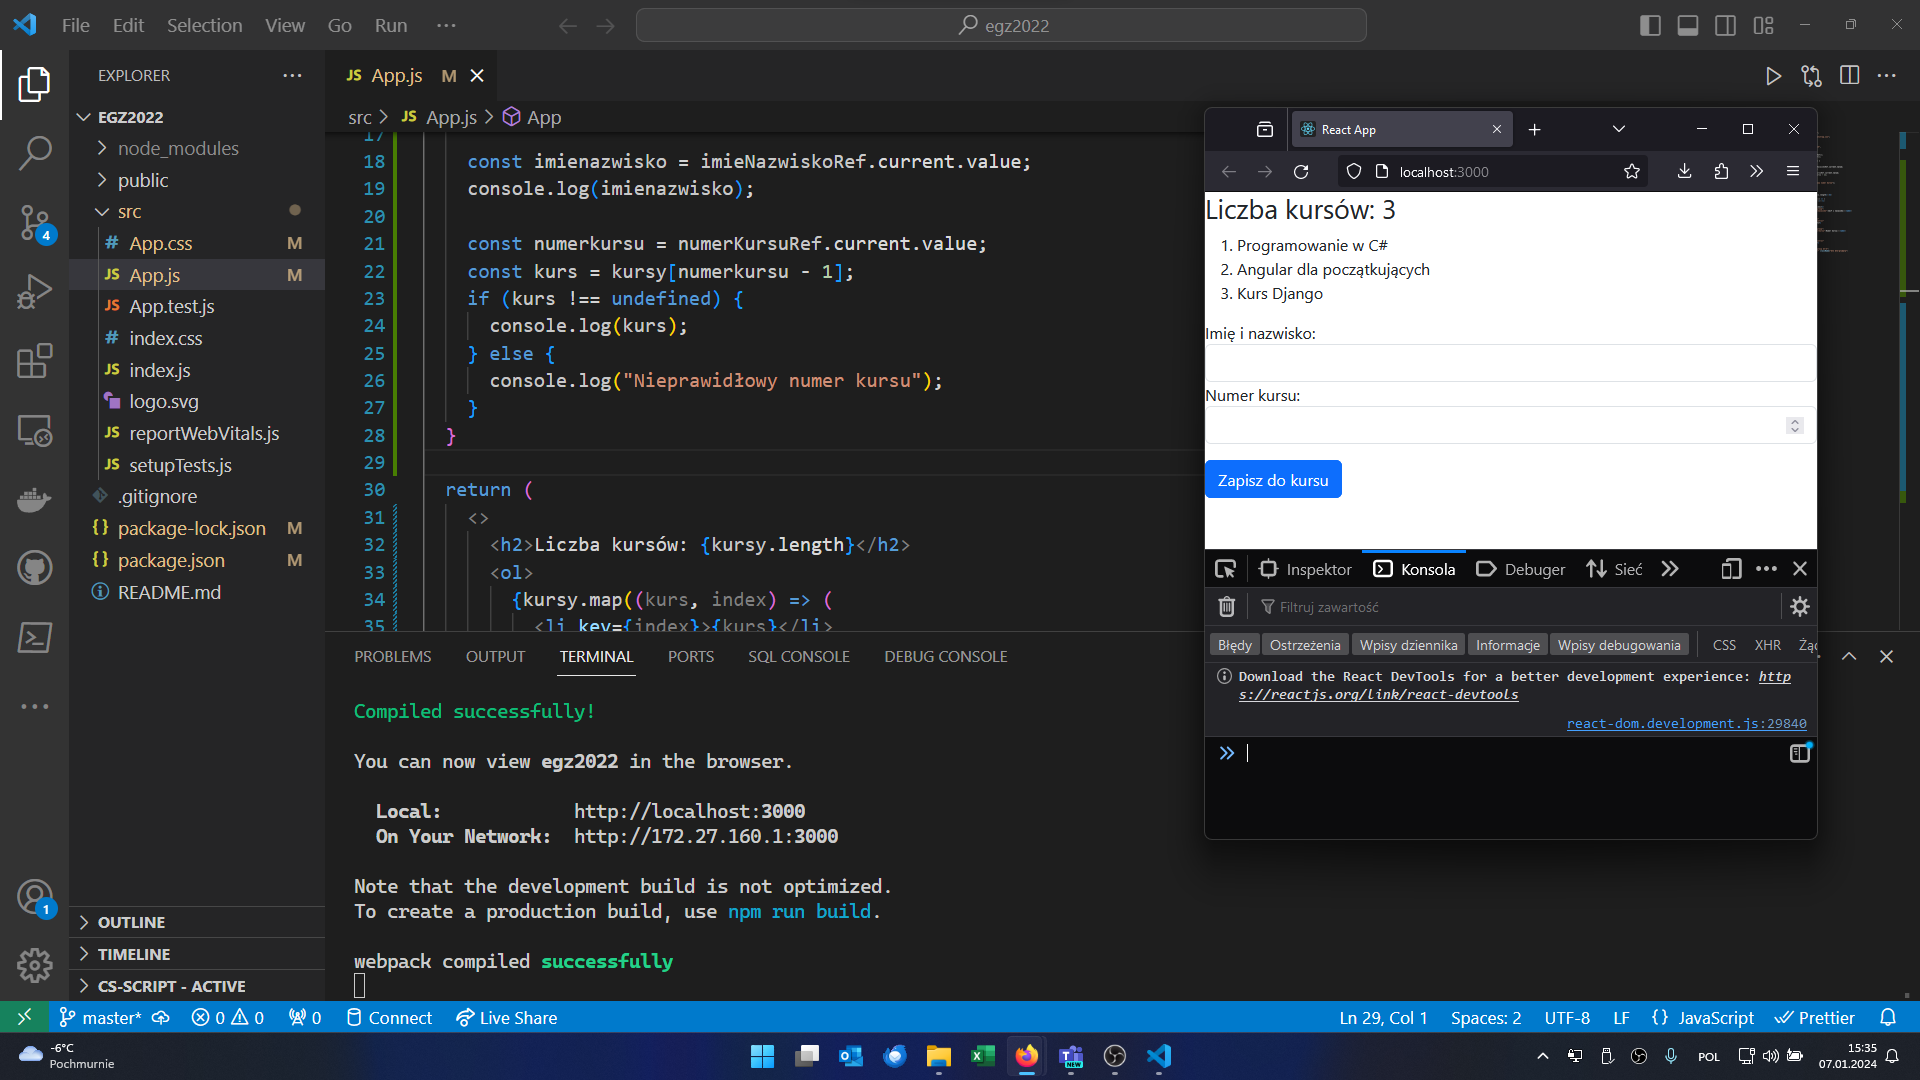 File Edit Selection View Go Run ···
egz2022
EXPLORER
EGZ2022
node_modules
public
src
App.css M
App.js M
App.test.js
index.css
index.js
logo.svg
reportWebVitals.js
setupTests.js
.gitignore
package-lock.json M
package.json M
README.md
OUTLINE
TIMELINE
CS-SCRIPT - ACTIVE
4
1
JS App.js M
src > JS App.js > App
17
18 const imienazwisko = imieNazwiskoRef.current.value;
19 console.log(imienazwisko);
20
21 const numerkursu = numerKursuRef.current.value;
22 const kurs = kursy[numerkursu - 1];
23 if (kurs !== undefined) {
24 console.log(kurs);
25 } else {
26 console.log("Nieprawidłowy numer kursu");
27 }
28 }
29
30 return (
31 <>
32 <h2>Liczba kursów: {kursy.length}</h2>
33 <ol>
34 {kursy.map((kurs, index) => (
35 <li key={index}>{kurs}</li>
PROBLEMS OUTPUT TERMINAL PORTS SQL CONSOLE DEBUG CONSOLE
Compiled successfully!
You can now view egz2022 in the browser.
Local: http://localhost:3000
On Your Network: http://172.27.160.1:3000
Note that the development build is not optimized.
To create a production build, use npm run build.
webpack compiled successfully
React App
localhost:3000
Liczba kursów: 3
1. Programowanie w C#
2. Angular dla początkujących
3. Kurs Django
Imię i nazwisko:
Numer kursu:
Zapisz do kursu
Inspektor Konsola Debuger Sieć
Filtruj zawartość
Błędy Ostrzeżenia Wpisy dziennika Informacje Wpisy debugowania CSS XHR Żąd
Download the React DevTools for a better development experience: http
s://reactjs.org/link/react-devtools
react-dom.development.js:29840
master* 0 0 0 Connect Live Share
Ln 29, Col 1 Spaces: 2 UTF-8 LF {} JavaScript Prettier
-6°C
Pochmurnie
NEW
POL
15:35
07.01.2024